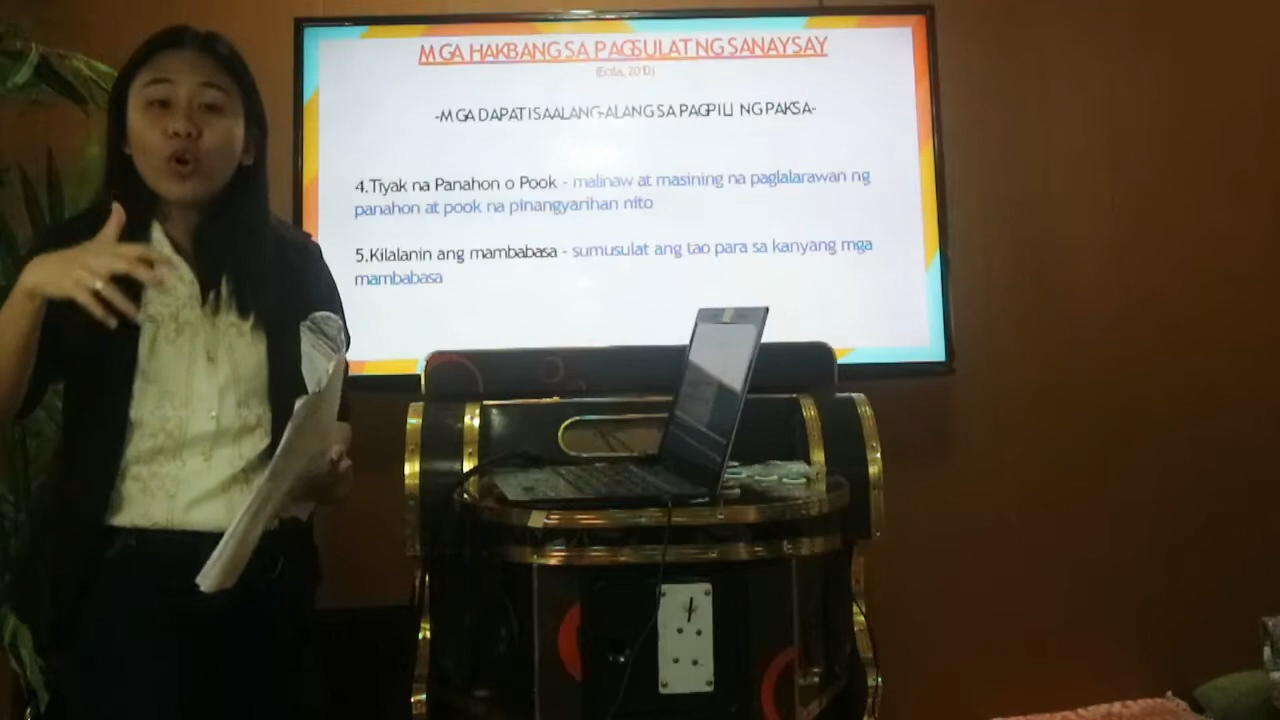 MGA HAKBANG SA PAGSULAT NG SANAYSAY
-MGA DAPAT ISAALANG-ALANG SA PAGPILI NG PAKSA-
4.Tiyak na Panahon o Pook - malinaw at masining na paglalarawan ng
panahon at pook na pinangyarihan nito
5.Kilalanin ang mambabasa - sumusulat ang tao para sa kanyang mga
mambabasa